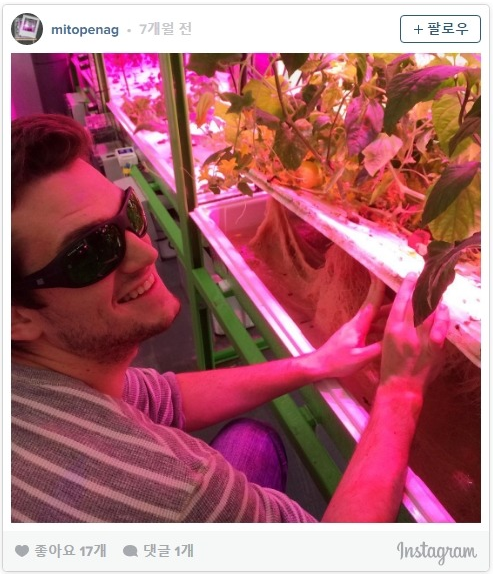 mitopenag • 7개월 전
+ 팔로우
좋아요 17개 댓글 1개
Instagram